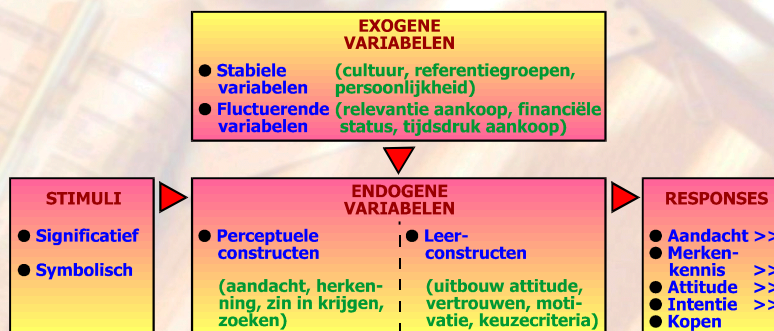 EXOGENE
VARIABELEN
● Stabiele (cultuur, referentiegroepen,
variabelen persoonlijkheid)
● Fluctuerende (relevantie aankoop, financiële
variabelen status, tijdsdruk aankoop)
STIMULI
● Significatief
● Symbolisch
ENDOGENE
VARIABELEN
● Perceptuele
constructen
(aandacht, herken-
ning, zin in krijgen,
zoeken)
● Leer-
constructen
(uitbouw attitude,
vertrouwen, moti-
vatie, keuzecriteria)
RESPONSES
● Aandacht >>
● Merken-
kennis >>
● Attitude >>
● Intentie >>
● Kopen